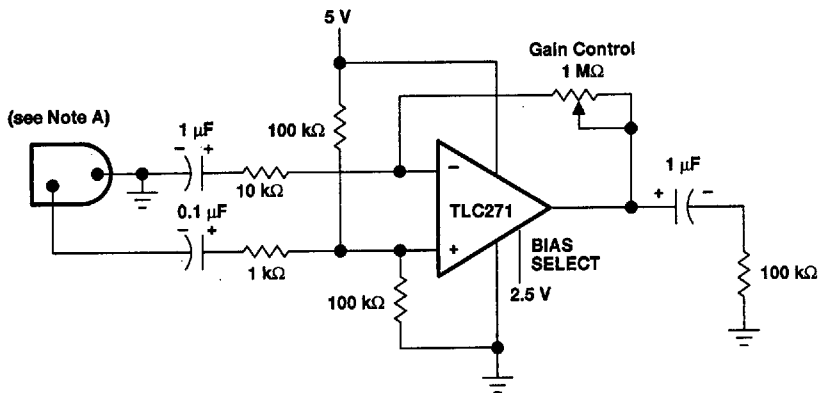 5 V
Gain Control
1 MΩ
(see Note A)
1 µF
- +
100 kΩ
10 kΩ
-
TLC271
1 µF
+ -
0.1 µF
- +
1 kΩ
+
BIAS
SELECT
2.5 V
100 kΩ
100 kΩ